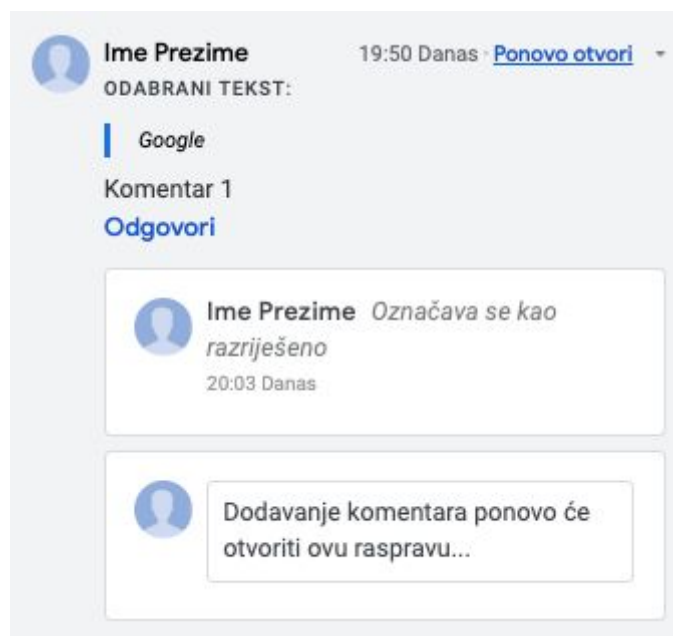 Ime Prezime 19:50 Danas · Ponovo otvori
ODABRANI TEKST:
Google
Komentar 1
Odgovori
Ime Prezime Označava se kao
razriješeno
20:03 Danas
Dodavanje komentara ponovo će
otvoriti ovu raspravu...